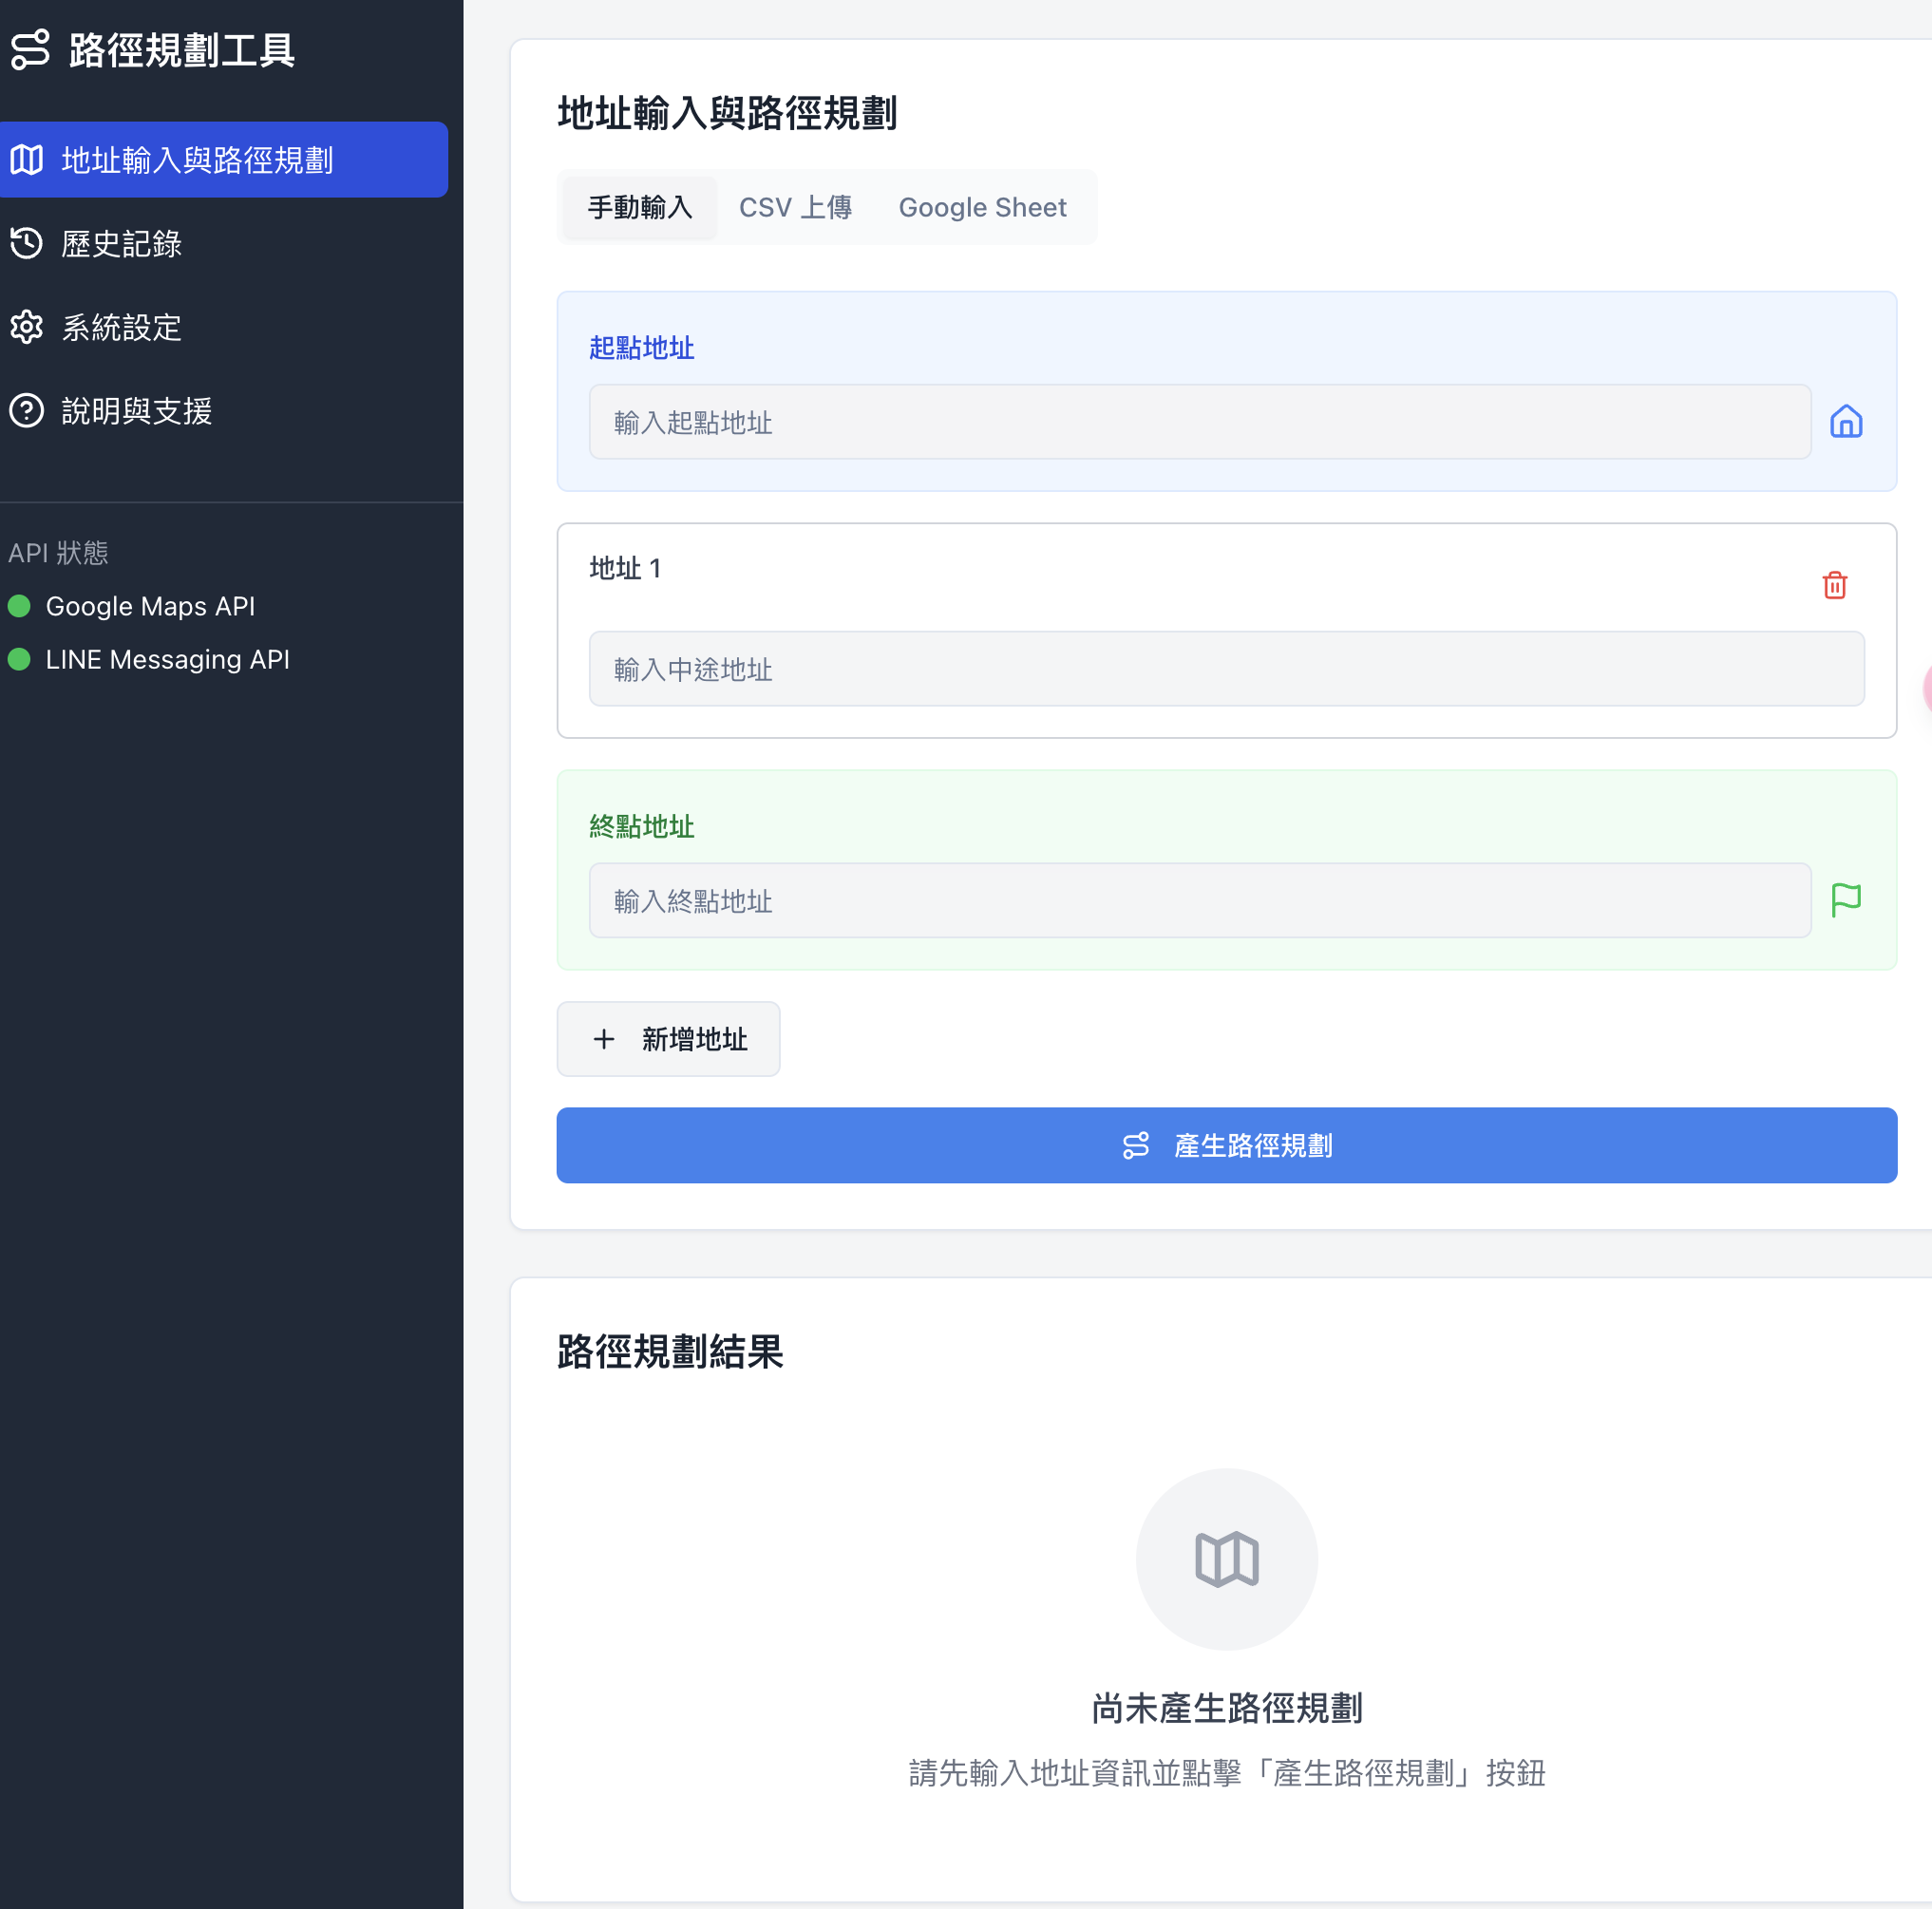 路徑規劃工具
地址輸入與路徑規劃
歷史記錄
系統設定
說明與支援
API 狀態
Google Maps API
LINE Messaging API
地址輸入與路徑規劃
手動輸入 CSV 上傳 Google Sheet
起點地址
輸入起點地址
地址 1
輸入中途地址
終點地址
輸入終點地址
新增地址
產生路徑規劃
路徑規劃結果
尚未產生路徑規劃
請先輸入地址資訊並點擊「產生路徑規劃」按鈕